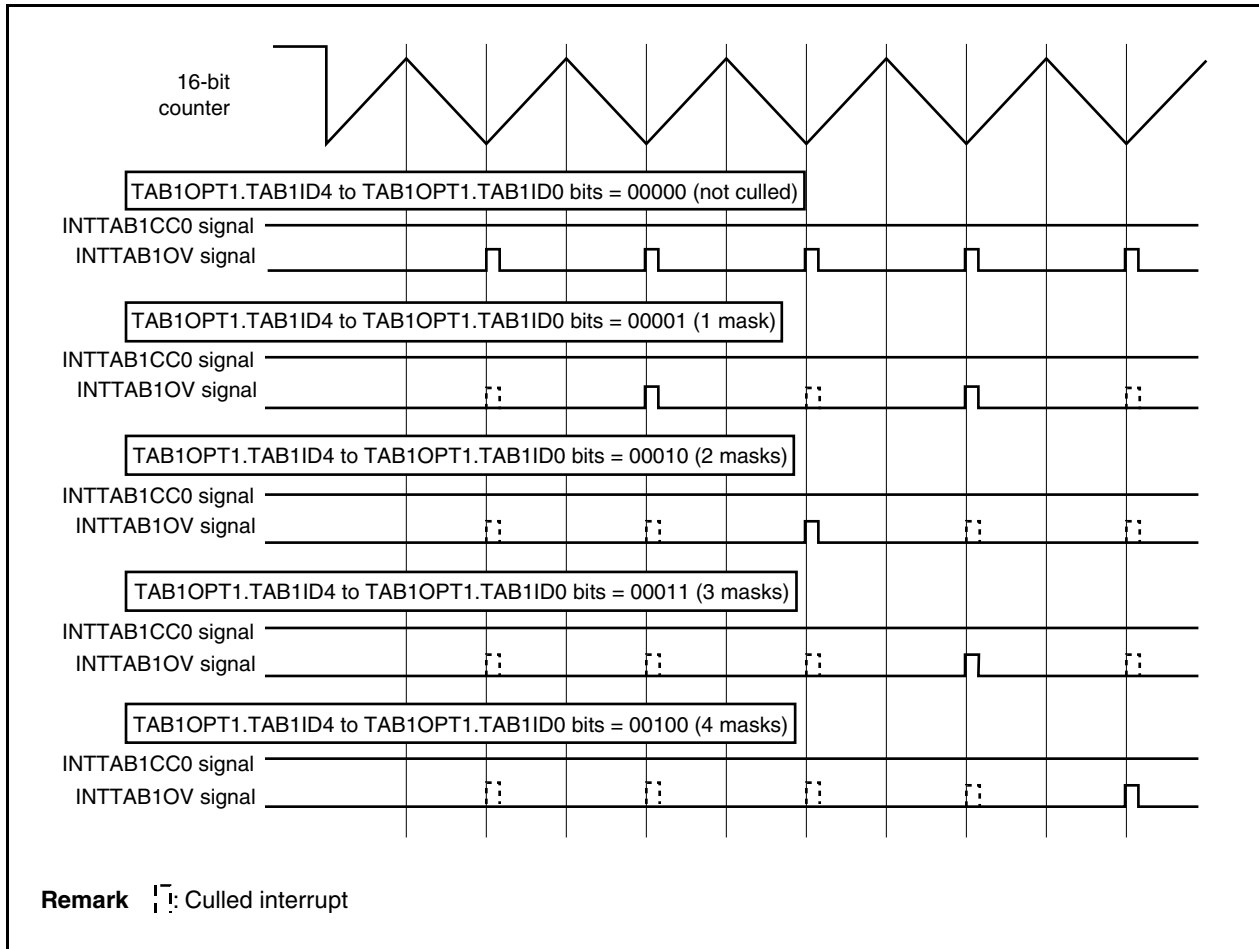 16-bit
counter
TAB1OPT1.TAB1ID4 to TAB1OPT1.TAB1ID0 bits = 00000 (not culled)
INTTAB1CC0 signal
INTTAB1OV signal
TAB1OPT1.TAB1ID4 to TAB1OPT1.TAB1ID0 bits = 00001 (1 mask)
INTTAB1CC0 signal
INTTAB1OV signal
TAB1OPT1.TAB1ID4 to TAB1OPT1.TAB1ID0 bits = 00010 (2 masks)
INTTAB1CC0 signal
INTTAB1OV signal
TAB1OPT1.TAB1ID4 to TAB1OPT1.TAB1ID0 bits = 00011 (3 masks)
INTTAB1CC0 signal
INTTAB1OV signal
TAB1OPT1.TAB1ID4 to TAB1OPT1.TAB1ID0 bits = 00100 (4 masks)
INTTAB1CC0 signal
INTTAB1OV signal
Remark : Culled interrupt